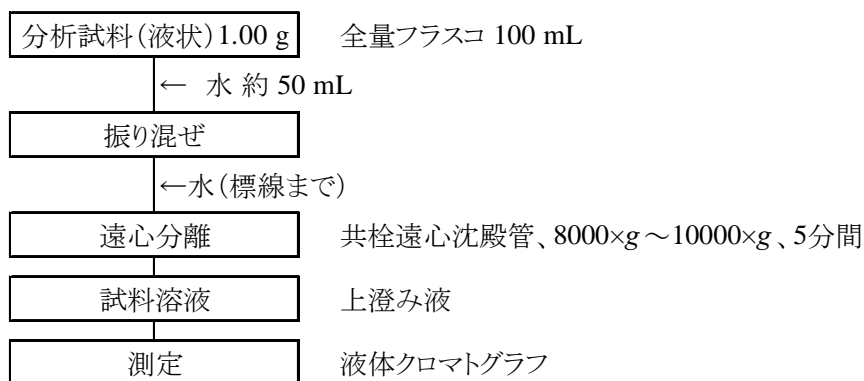 分析試料(液状)1.00 g 全量フラスコ 100 mL
← 水 約 50 mL
振り混ぜ
←水(標線まで)
遠心分離 共栓遠心沈殿管、8000×g～10000×g、5分間
試料溶液 上澄み液
測定 液体クロマトグラフ